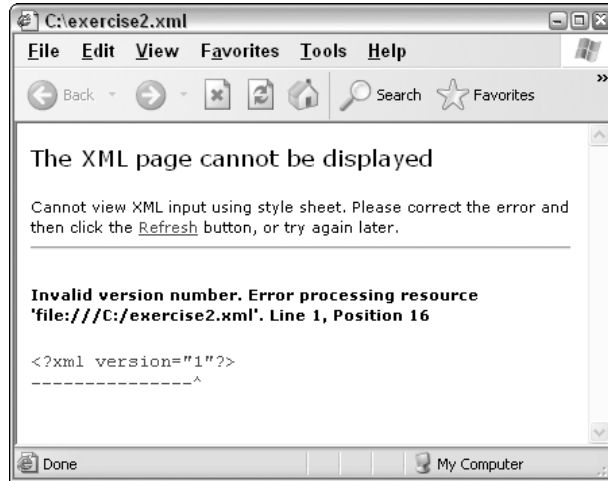 C:\exercise2.xml
File Edit View Favorites Tools Help
Back Search Favorites »
The XML page cannot be displayed
Cannot view XML input using style sheet. Please correct the error and
then click the Refresh button, or try again later.
Invalid version number. Error processing resource
'file:///C:/exercise2.xml'. Line 1, Position 16
<?xml version="1"?>
---------------^
Done My Computer